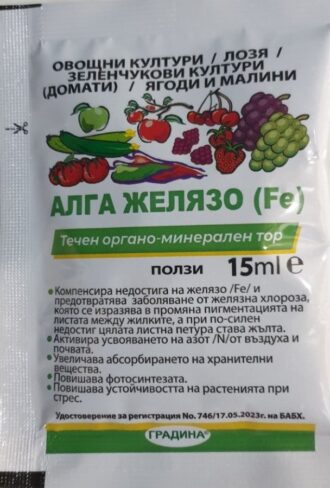 ОВОЩНИ КУЛТУРИ / ЛОЗЯ /
ЗЕЛЕНЧУКОВИ КУЛТУРИ
(ДОМАТИ) / ЯГОДИ И МАЛИНИ
АЛГА ЖЕЛЯЗО (Fe)
Течен органо-минерален тор
ПОЛЗИ 15ml e
•Компенсира недостига на желязо /Fe/ и
предотвратява заболяване от желязна хлороза,
която се изразява в промяна пигментацията на
листата между жилките, а при по-силен
недостиг цялата листна петура става жълта.
•Активира усвояването на азот /N/от въздуха и
почвата.
•Увеличава абсорбирането на хранителни
вещества.
•Повишава фотосинтезата.
•Повишава устойчивостта на растенията при
стрес.
Удостоверение за регистрация No. 746/17.05.2023г. на БАБХ.
ГРАДИНА®